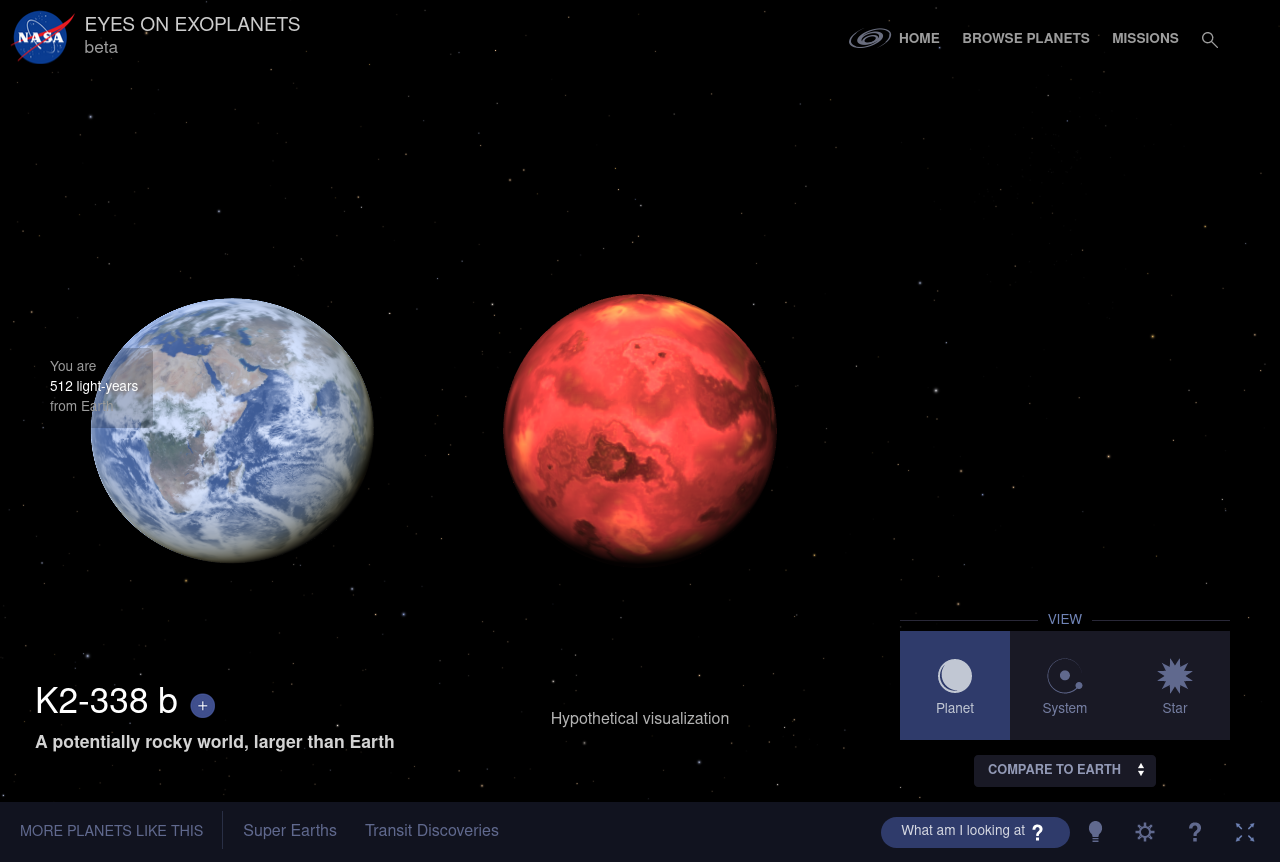 NASA
EYES ON EXOPLANETS
beta
HOME
BROWSE PLANETS
MISSIONS
You are
512 light-years
from Earth
K2-338 b +
A potentially rocky world, larger than Earth
Hypothetical visualization
VIEW
Planet
System
Star
COMPARE TO EARTH
MORE PLANETS LIKE THIS
Super Earths
Transit Discoveries
What am I looking at ?
?